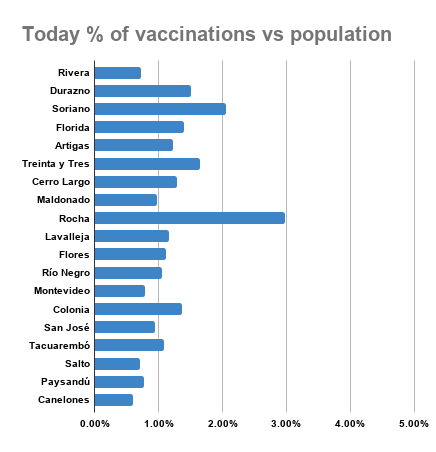 Today % of vaccinations vs population
Rivera
Durazno
Soriano
Florida
Artigas
Treinta y Tres
Cerro Largo
Maldonado
Rocha
Lavalleja
Flores
Río Negro
Montevideo
Colonia
San José
Tacuarembó
Salto
Paysandú
Canelones
0.00% 1.00% 2.00% 3.00% 4.00% 5.00%